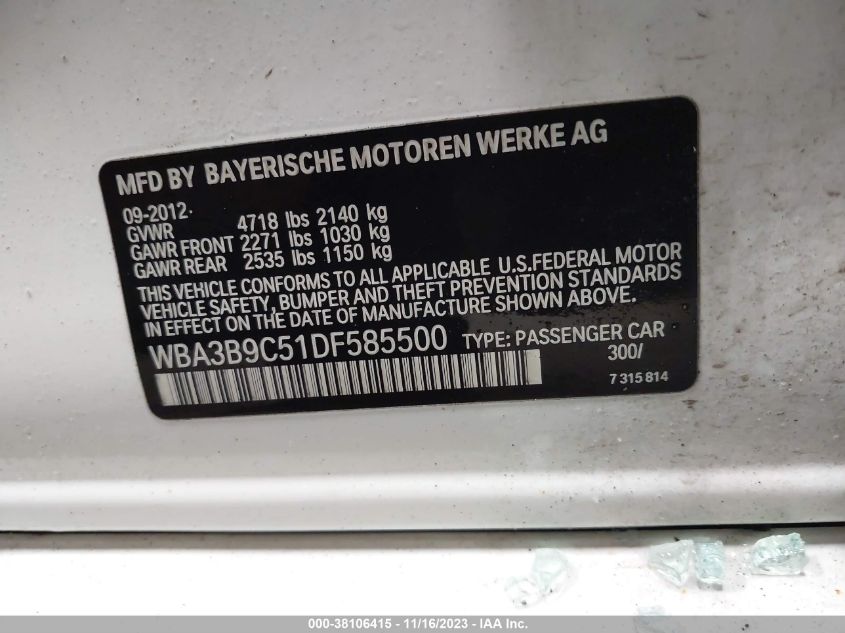 MFD BY BAYERISCHE MOTOREN WERKE AG
09-2012
GVWR 4718 lbs 2140 kg
GAWR FRONT 2271 lbs 1030 kg
GAWR REAR 2535 lbs 1150 kg
THIS VEHICLE CONFORMS TO ALL APPLICABLE U.S.FEDERAL MOTOR
VEHICLE SAFETY, BUMPER AND THEFT PREVENTION STANDARDS
IN EFFECT ON THE DATE OF MANUFACTURE SHOWN ABOVE.
WBA3B9C51DF585500 TYPE: PASSENGER CAR
300/
7 315 814
000-38106415 - 11/16/2023 - IAA Inc.